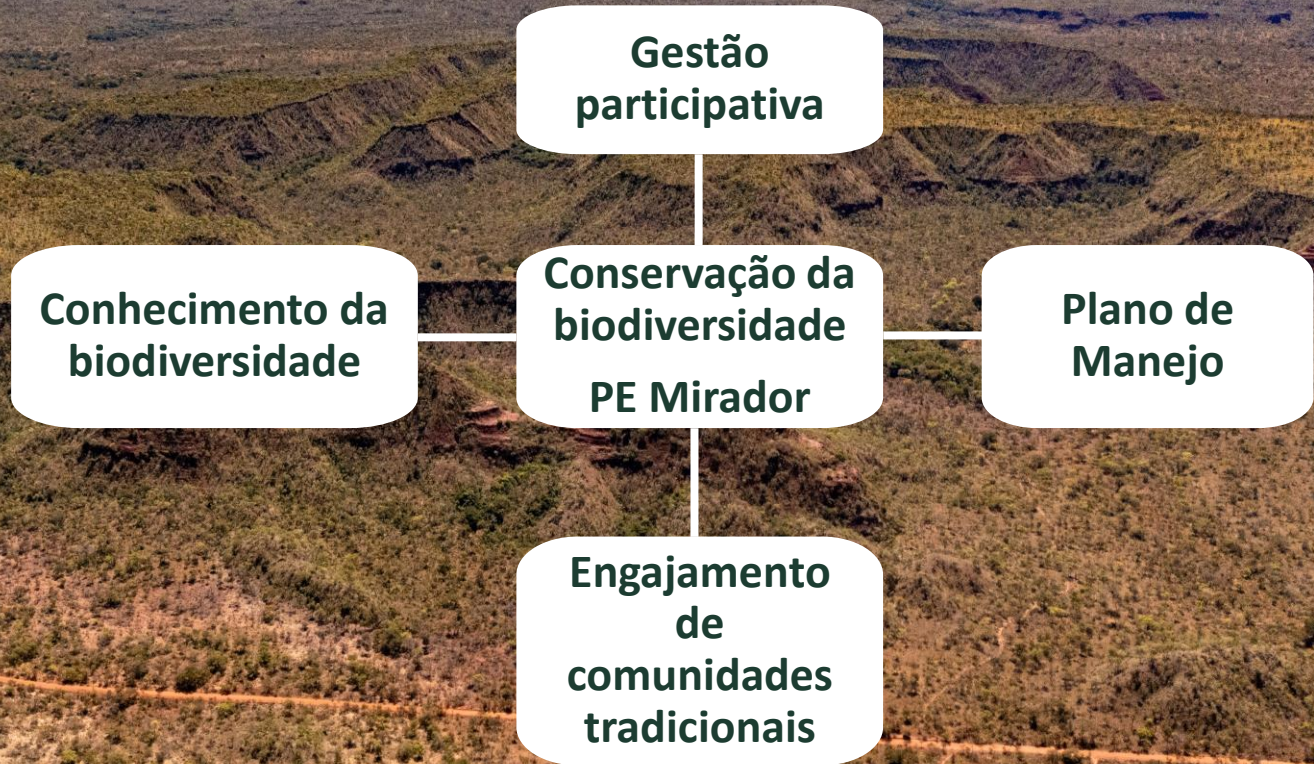 Gestão
participativa
Conhecimento da
biodiversidade
Conservação da
biodiversidade
PE Mirador
Plano de
Manejo
Engajamento
de
comunidades
tradicionais